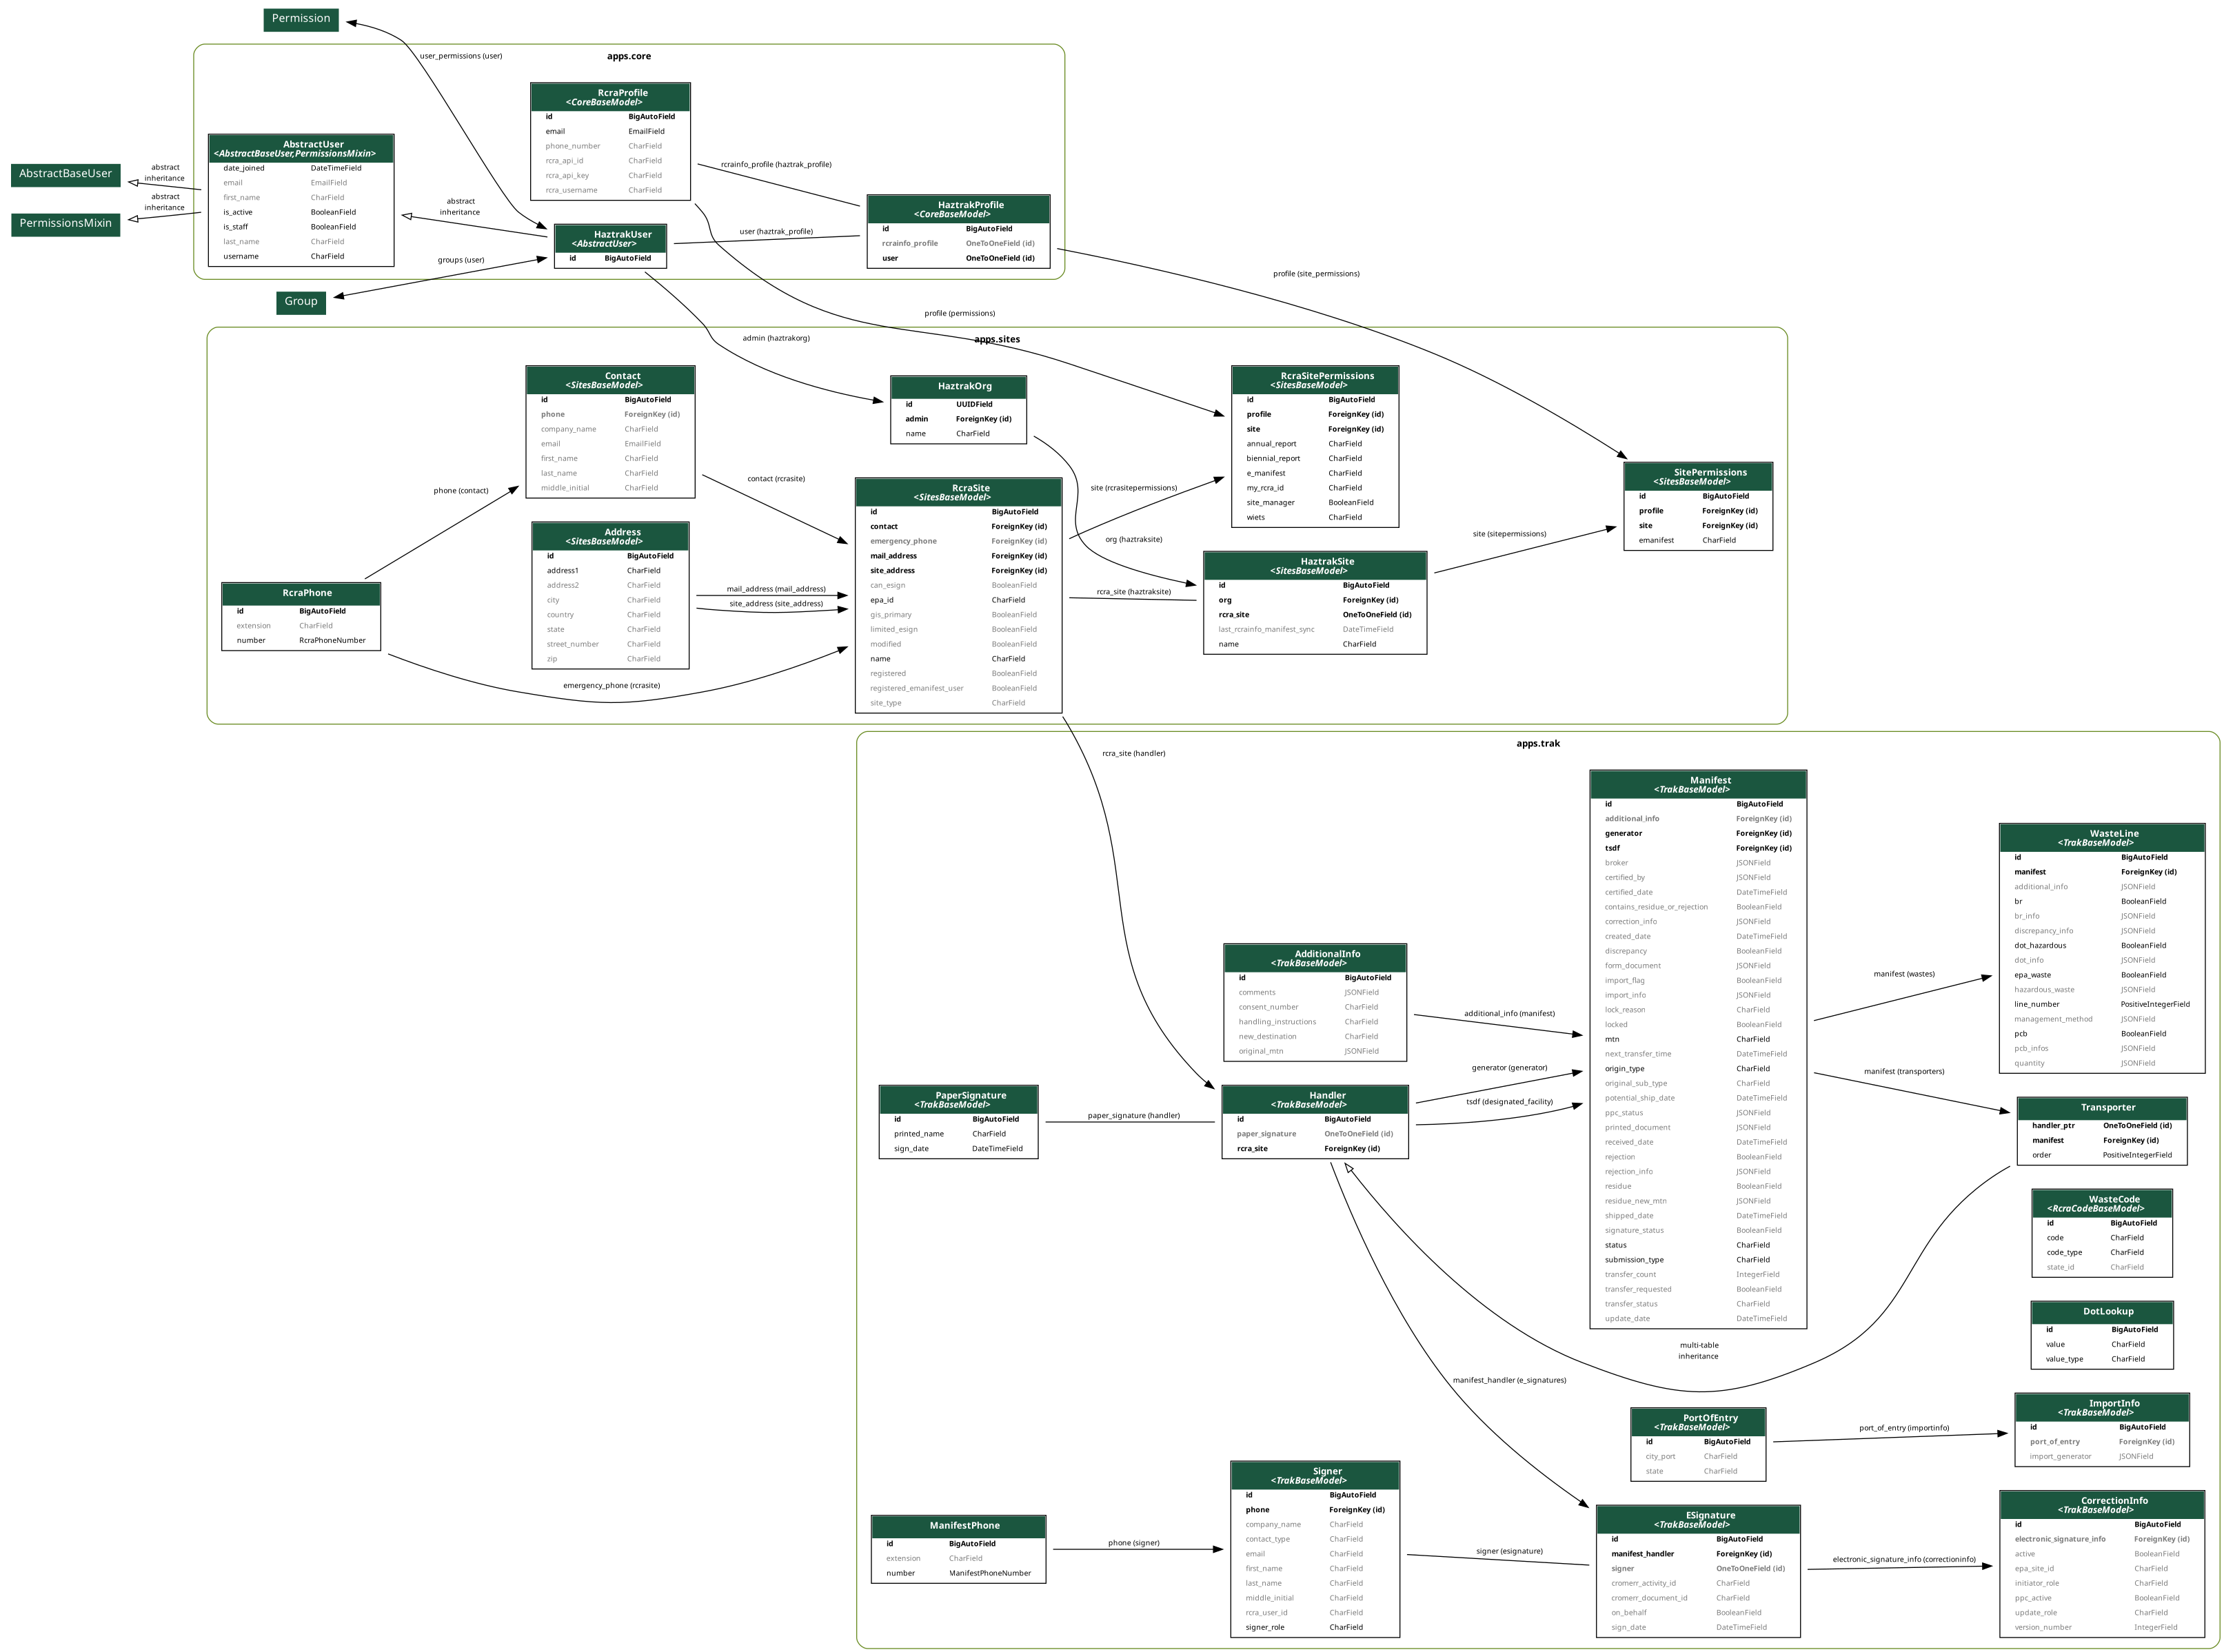 Permission
user_permissions (user)
apps.core
RcraProfile
<CoreBaseModel>
id BigAutoField
email EmailField
phone_number CharField
rcra_api_id CharField
rcra_api_key CharField
rcra_username CharField
AbstractUser
<AbstractBaseUser,PermissionsMixin>
date_joined DateTimeField
email EmailField
first_name CharField
is_active BooleanField
is_staff BooleanField
last_name CharField
username CharField
AbstractBaseUser
abstract
inheritance
PermissionsMixin
abstract
inheritance
abstract
inheritance
rcrainfo_profile (haztrak_profile)
HaztrakProfile
<CoreBaseModel>
id BigAutoField
rcrainfo_profile OneToOneField (id)
user OneToOneField (id)
HaztrakUser
<AbstractUser>
id BigAutoField
user (haztrak_profile)
groups (user)
Group
profile (site_permissions)
profile (permissions)
admin (haztrakorg)
apps.sites
Contact
<SitesBaseModel>
id BigAutoField
phone ForeignKey (id)
company_name CharField
email EmailField
first_name CharField
last_name CharField
middle_initial CharField
HaztrakOrg
id UUIDField
admin ForeignKey (id)
name CharField
RcraSitePermissions
<SitesBaseModel>
id BigAutoField
profile ForeignKey (id)
site ForeignKey (id)
annual_report CharField
biennial_report CharField
e_manifest CharField
my_rcra_id CharField
site_manager BooleanField
wiets CharField
SitePermissions
<SitesBaseModel>
id BigAutoField
profile ForeignKey (id)
site ForeignKey (id)
emanifest CharField
phone (contact)
contact (rcrasite)
site (rcrasitepermissions)
org (haztraksite)
site (sitepermissions)
Address
<SitesBaseModel>
id BigAutoField
address1 CharField
address2 CharField
city CharField
country CharField
state CharField
street_number CharField
zip CharField
RcraSite
<SitesBaseModel>
id BigAutoField
contact ForeignKey (id)
emergency_phone ForeignKey (id)
mail_address ForeignKey (id)
site_address ForeignKey (id)
can_esign BooleanField
epa_id CharField
gis_primary BooleanField
limited_esign BooleanField
modified BooleanField
name CharField
registered BooleanField
registered_emanifest_user BooleanField
site_type CharField
HaztrakSite
<SitesBaseModel>
id BigAutoField
org ForeignKey (id)
rcra_site OneToOneField (id)
last_rcrainfo_manifest_sync DateTimeField
name CharField
RcraPhone
id BigAutoField
extension CharField
number RcraPhoneNumber
mail_address (mail_address)
site_address (site_address)
rcra_site (haztraksite)
emergency_phone (rcrasite)
rcra_site (handler)
apps.trak
Manifest
<TrakBaseModel>
id BigAutoField
additional_info ForeignKey (id)
generator ForeignKey (id)
tsdf ForeignKey (id)
broker JSONField
certified_by JSONField
certified_date DateTimeField
contains_residue_or_rejection BooleanField
correction_info JSONField
created_date DateTimeField
discrepancy BooleanField
form_document JSONField
import_flag BooleanField
import_info JSONField
lock_reason CharField
locked BooleanField
mtn CharField
next_transfer_time DateTimeField
origin_type CharField
original_sub_type CharField
potential_ship_date DateTimeField
ppc_status JSONField
printed_document JSONField
received_date DateTimeField
rejection BooleanField
rejection_info JSONField
residue BooleanField
residue_new_mtn JSONField
shipped_date DateTimeField
signature_status BooleanField
status CharField
submission_type CharField
transfer_count IntegerField
transfer_requested BooleanField
transfer_status CharField
update_date DateTimeField
WasteLine
<TrakBaseModel>
id BigAutoField
manifest ForeignKey (id)
additional_info JSONField
br BooleanField
br_info JSONField
discrepancy_info JSONField
dot_hazardous BooleanField
dot_info JSONField
epa_waste BooleanField
hazardous_waste JSONField
line_number PositiveIntegerField
management_method JSONField
pcb BooleanField
pcb_infos JSONField
quantity JSONField
AdditionalInfo
<TrakBaseModel>
id BigAutoField
comments JSONField
consent_number CharField
handling_instructions CharField
new_destination CharField
original_mtn JSONField
manifest (wastes)
additional_info (manifest)
generator (generator)
tsdf (designated_facility)
manifest (transporters)
PaperSignature
<TrakBaseModel>
id BigAutoField
printed_name CharField
sign_date DateTimeField
paper_signature (handler)
Handler
<TrakBaseModel>
id BigAutoField
paper_signature OneToOneField (id)
rcra_site ForeignKey (id)
Transporter
handler_ptr OneToOneField (id)
manifest ForeignKey (id)
order PositiveIntegerField
WasteCode
<RcraCodeBaseModel>
id BigAutoField
code CharField
code_type CharField
state_id CharField
DotLookup
id BigAutoField
value CharField
value_type CharField
multi-table
inheritance
manifest_handler (e_signatures)
PortOfEntry
<TrakBaseModel>
id BigAutoField
city_port CharField
state CharField
port_of_entry (importinfo)
ImportInfo
<TrakBaseModel>
id BigAutoField
port_of_entry ForeignKey (id)
import_generator JSONField
Signer
<TrakBaseModel>
id BigAutoField
phone ForeignKey (id)
company_name CharField
contact_type CharField
email CharField
first_name CharField
last_name CharField
middle_initial CharField
rcra_user_id CharField
signer_role CharField
ManifestPhone
id BigAutoField
extension CharField
number ManifestPhoneNumber
phone (signer)
signer (esignature)
ESignature
<TrakBaseModel>
id BigAutoField
manifest_handler ForeignKey (id)
signer OneToOneField (id)
cromerr_activity_id CharField
cromerr_document_id CharField
on_behalf BooleanField
sign_date DateTimeField
electronic_signature_info (correctioninfo)
CorrectionInfo
<TrakBaseModel>
id BigAutoField
electronic_signature_info ForeignKey (id)
active BooleanField
epa_site_id CharField
initiator_role CharField
ppc_active BooleanField
update_role CharField
version_number IntegerField